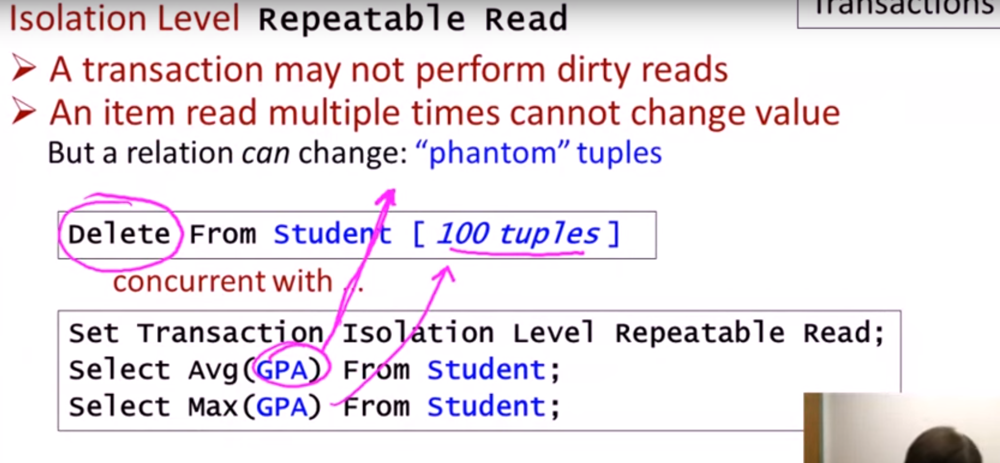 Isolation Level Repeatable Read
Transactions
➢ A transaction may not perform dirty reads
➢ An item read multiple times cannot change value
But a relation can change: “phantom” tuples
Delete From Student [ 100 tuples ]
concurrent with ...
Set Transaction Isolation Level Repeatable Read;
Select Avg(GPA) From Student;
Select Max(GPA) From Student;